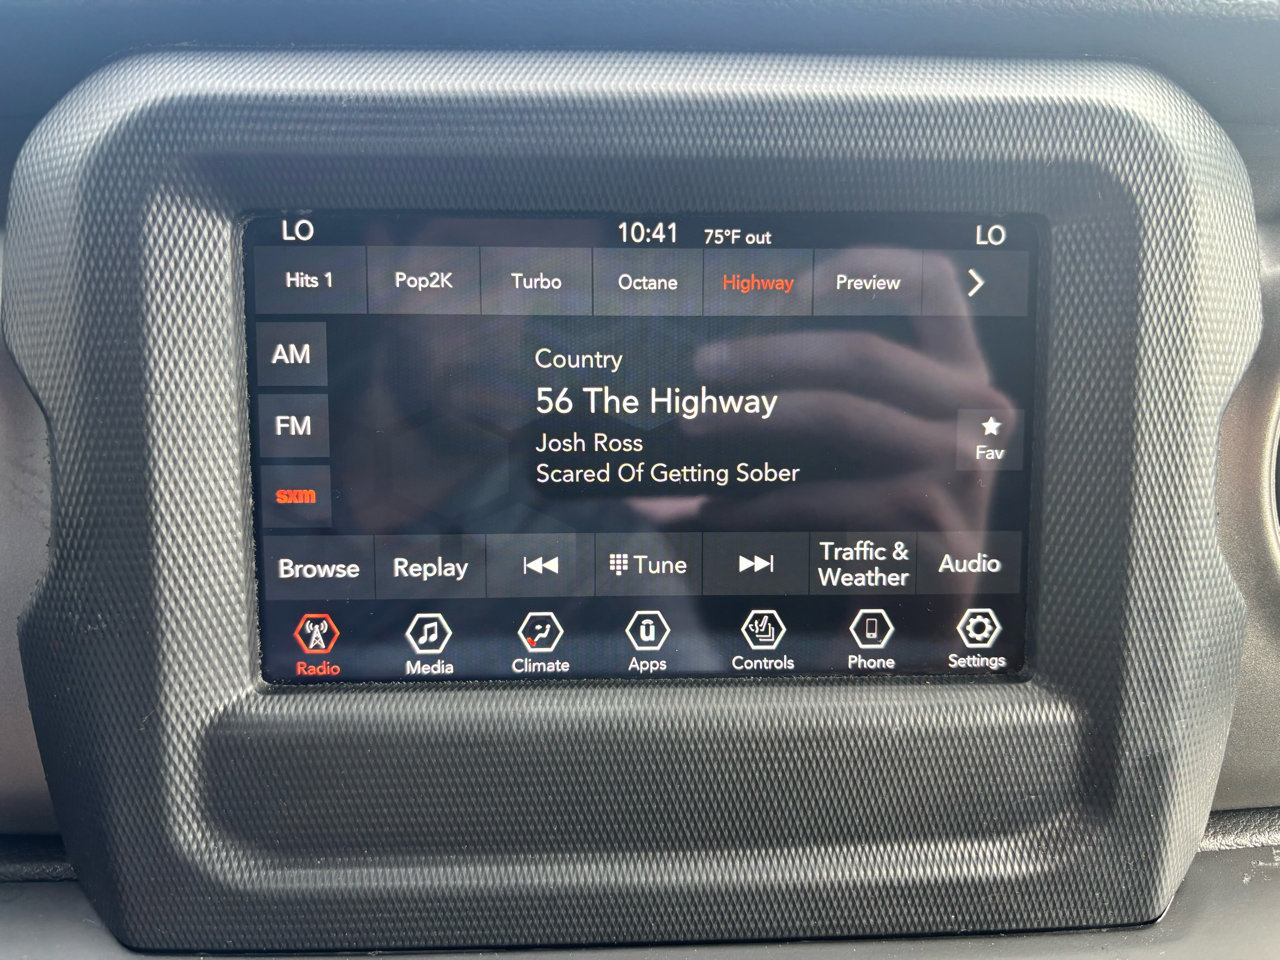 LO 10:41 75°F out LO
Hits 1 Pop2K Turbo Octane Highway Preview
AM
Country
56 The Highway
FM
Josh Ross
Fav
Scared Of Getting Sober
sxm
Browse Replay Tune Traffic & Weather Audio
Radio Media Climate Apps Controls Phone Settings